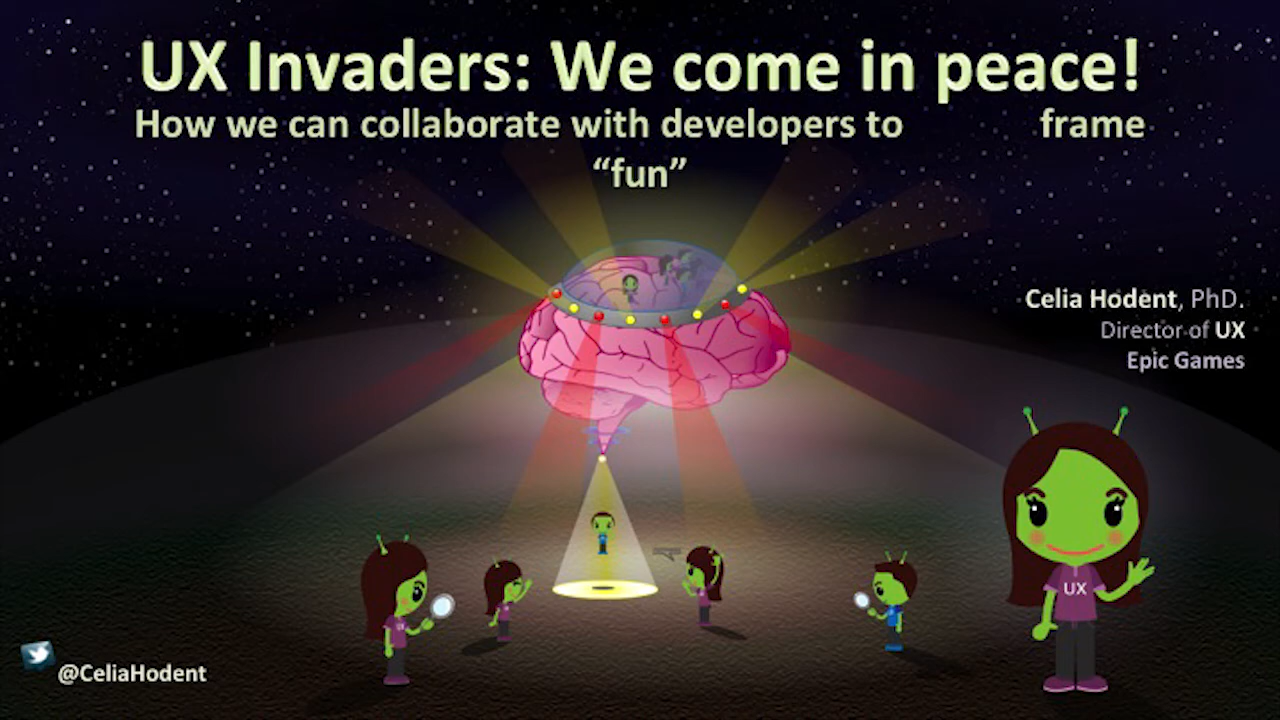 UX Invaders: We come in peace!
How we can collaborate with developers to frame
“fun”
Celia Hodent, PhD.
Director of UX
Epic Games
UX
@CeliaHodent